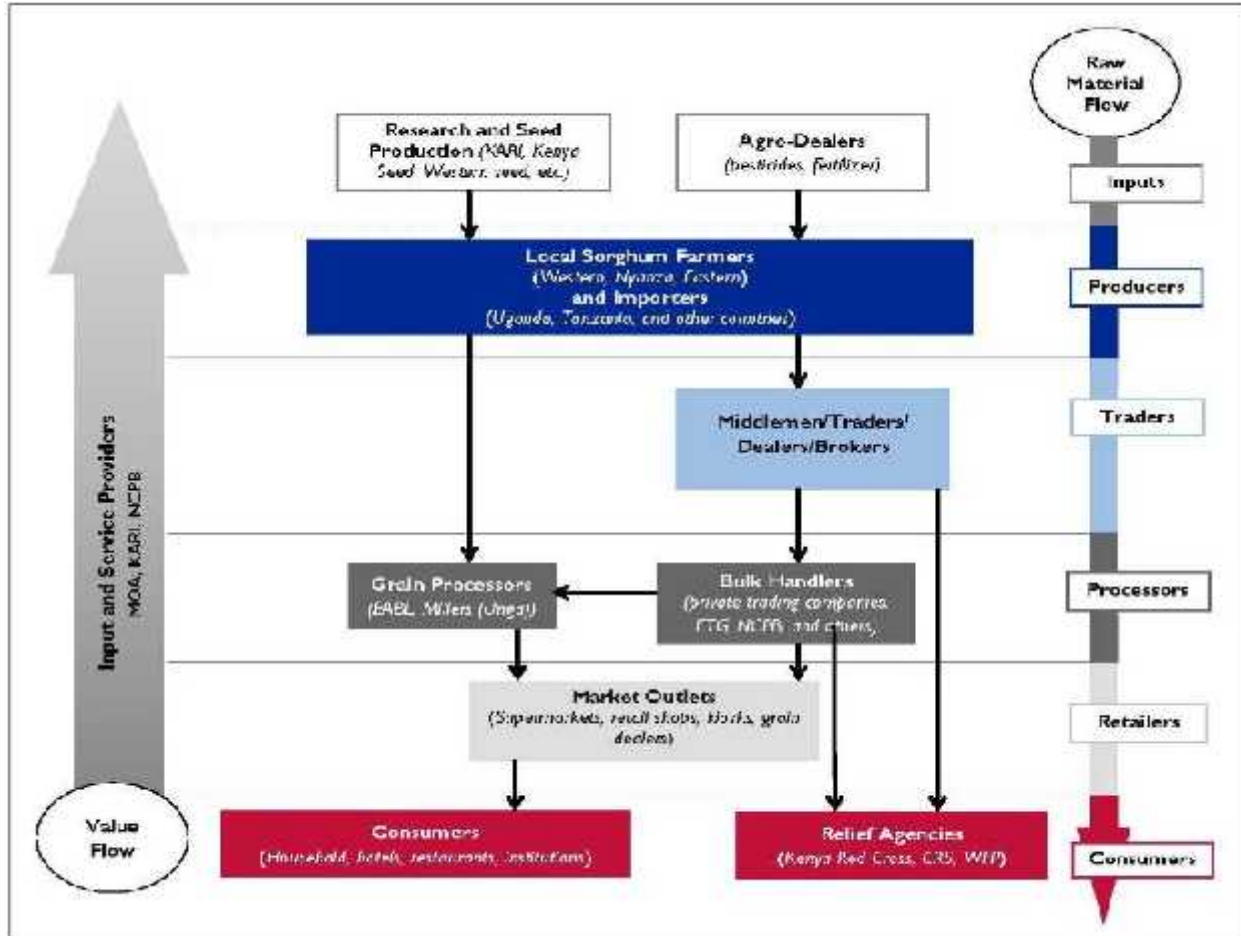 Raw
Material
Flow
Research and Seed
Production (KARI, Kenya
Seed, Western seed, etc.)
Agro-Dealers
(pesticides, Fertilizer)
Inputs
Local Sorghum Farmers
(Western, Nyanza, Eastern)
and Importers
(Uganda, Tanzania, and other countries)
Producers
Middlemen/Traders/
Dealers/Brokers
Traders
Input and Service Providers
MOA, KARI, NCPB
Grain Processors
(EABL, Millers (Unga))
Bulk Handlers
(private trading companies,
NCPB, and others)
Processors
Market Outlets
(Supermarkets, retail shops, kiosks, grain
dealers)
Retailers
Value
Flow
Consumers
(Household, hotels, restaurants, institutions)
Relief Agencies
(Kenya Red Cross, CRS, WFP)
Consumers